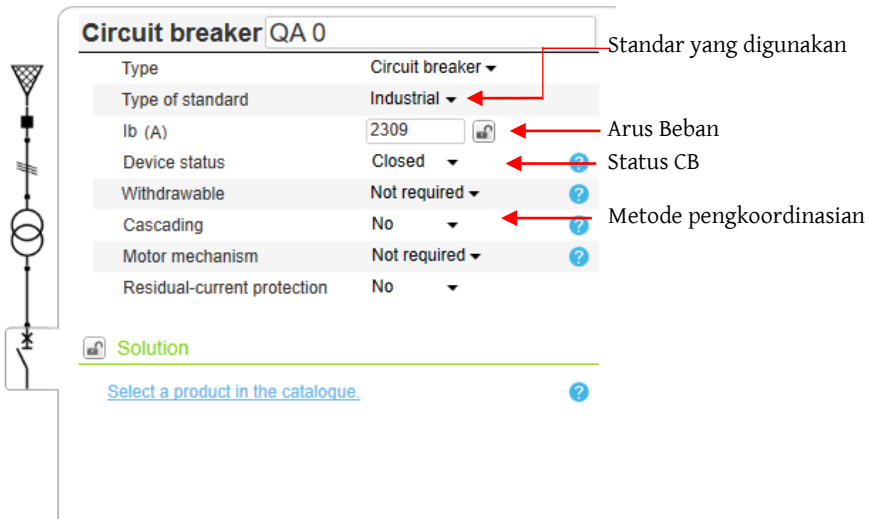 Circuit breaker QA 0
Standar yang digunakan
Type Circuit breaker
Type of standard Industrial
Ib (A) 2309 Arus Beban
Device status Closed ? Status CB
Withdrawable Not required ?
Cascading No ? Metode pengkoordinasian
Motor mechanism Not required ?
Residual-current protection No
Solution
Select a product in the catalogue. ?